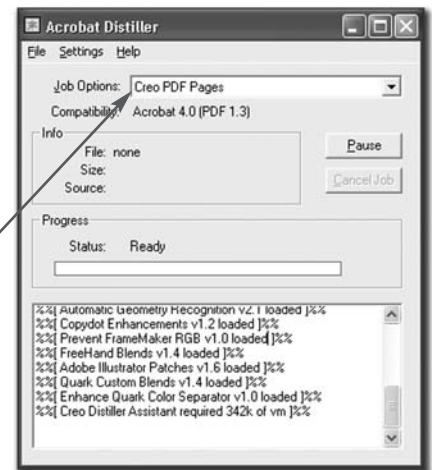 Acrobat Distiller
File Settings Help
Job Options: Creo PDF Pages
Compatibility: Acrobat 4.0 (PDF 1.3)
Info
File: none
Size:
Source:
Pause
Cancel Job
Progress
Status: Ready
%%[ Automatic Geometry Recognition v2.1 loaded ]%%
%%[ Copydot Enhancements v1.2 loaded ]%%
%%[ Prevent FrameMaker RGB v1.0 loaded]%%
%%[ FreeHand Blends v1.4 loaded ]%%
%%[ Adobe Illustrator Patches v1.6 loaded ]%%
%%[ Quark Custom Blends v1.4 loaded ]%%
%%[ Enhance Quark Color Separator v1.0 loaded ]%%
%%[ Creo Distiller Assistant required 342k of vm ]%%